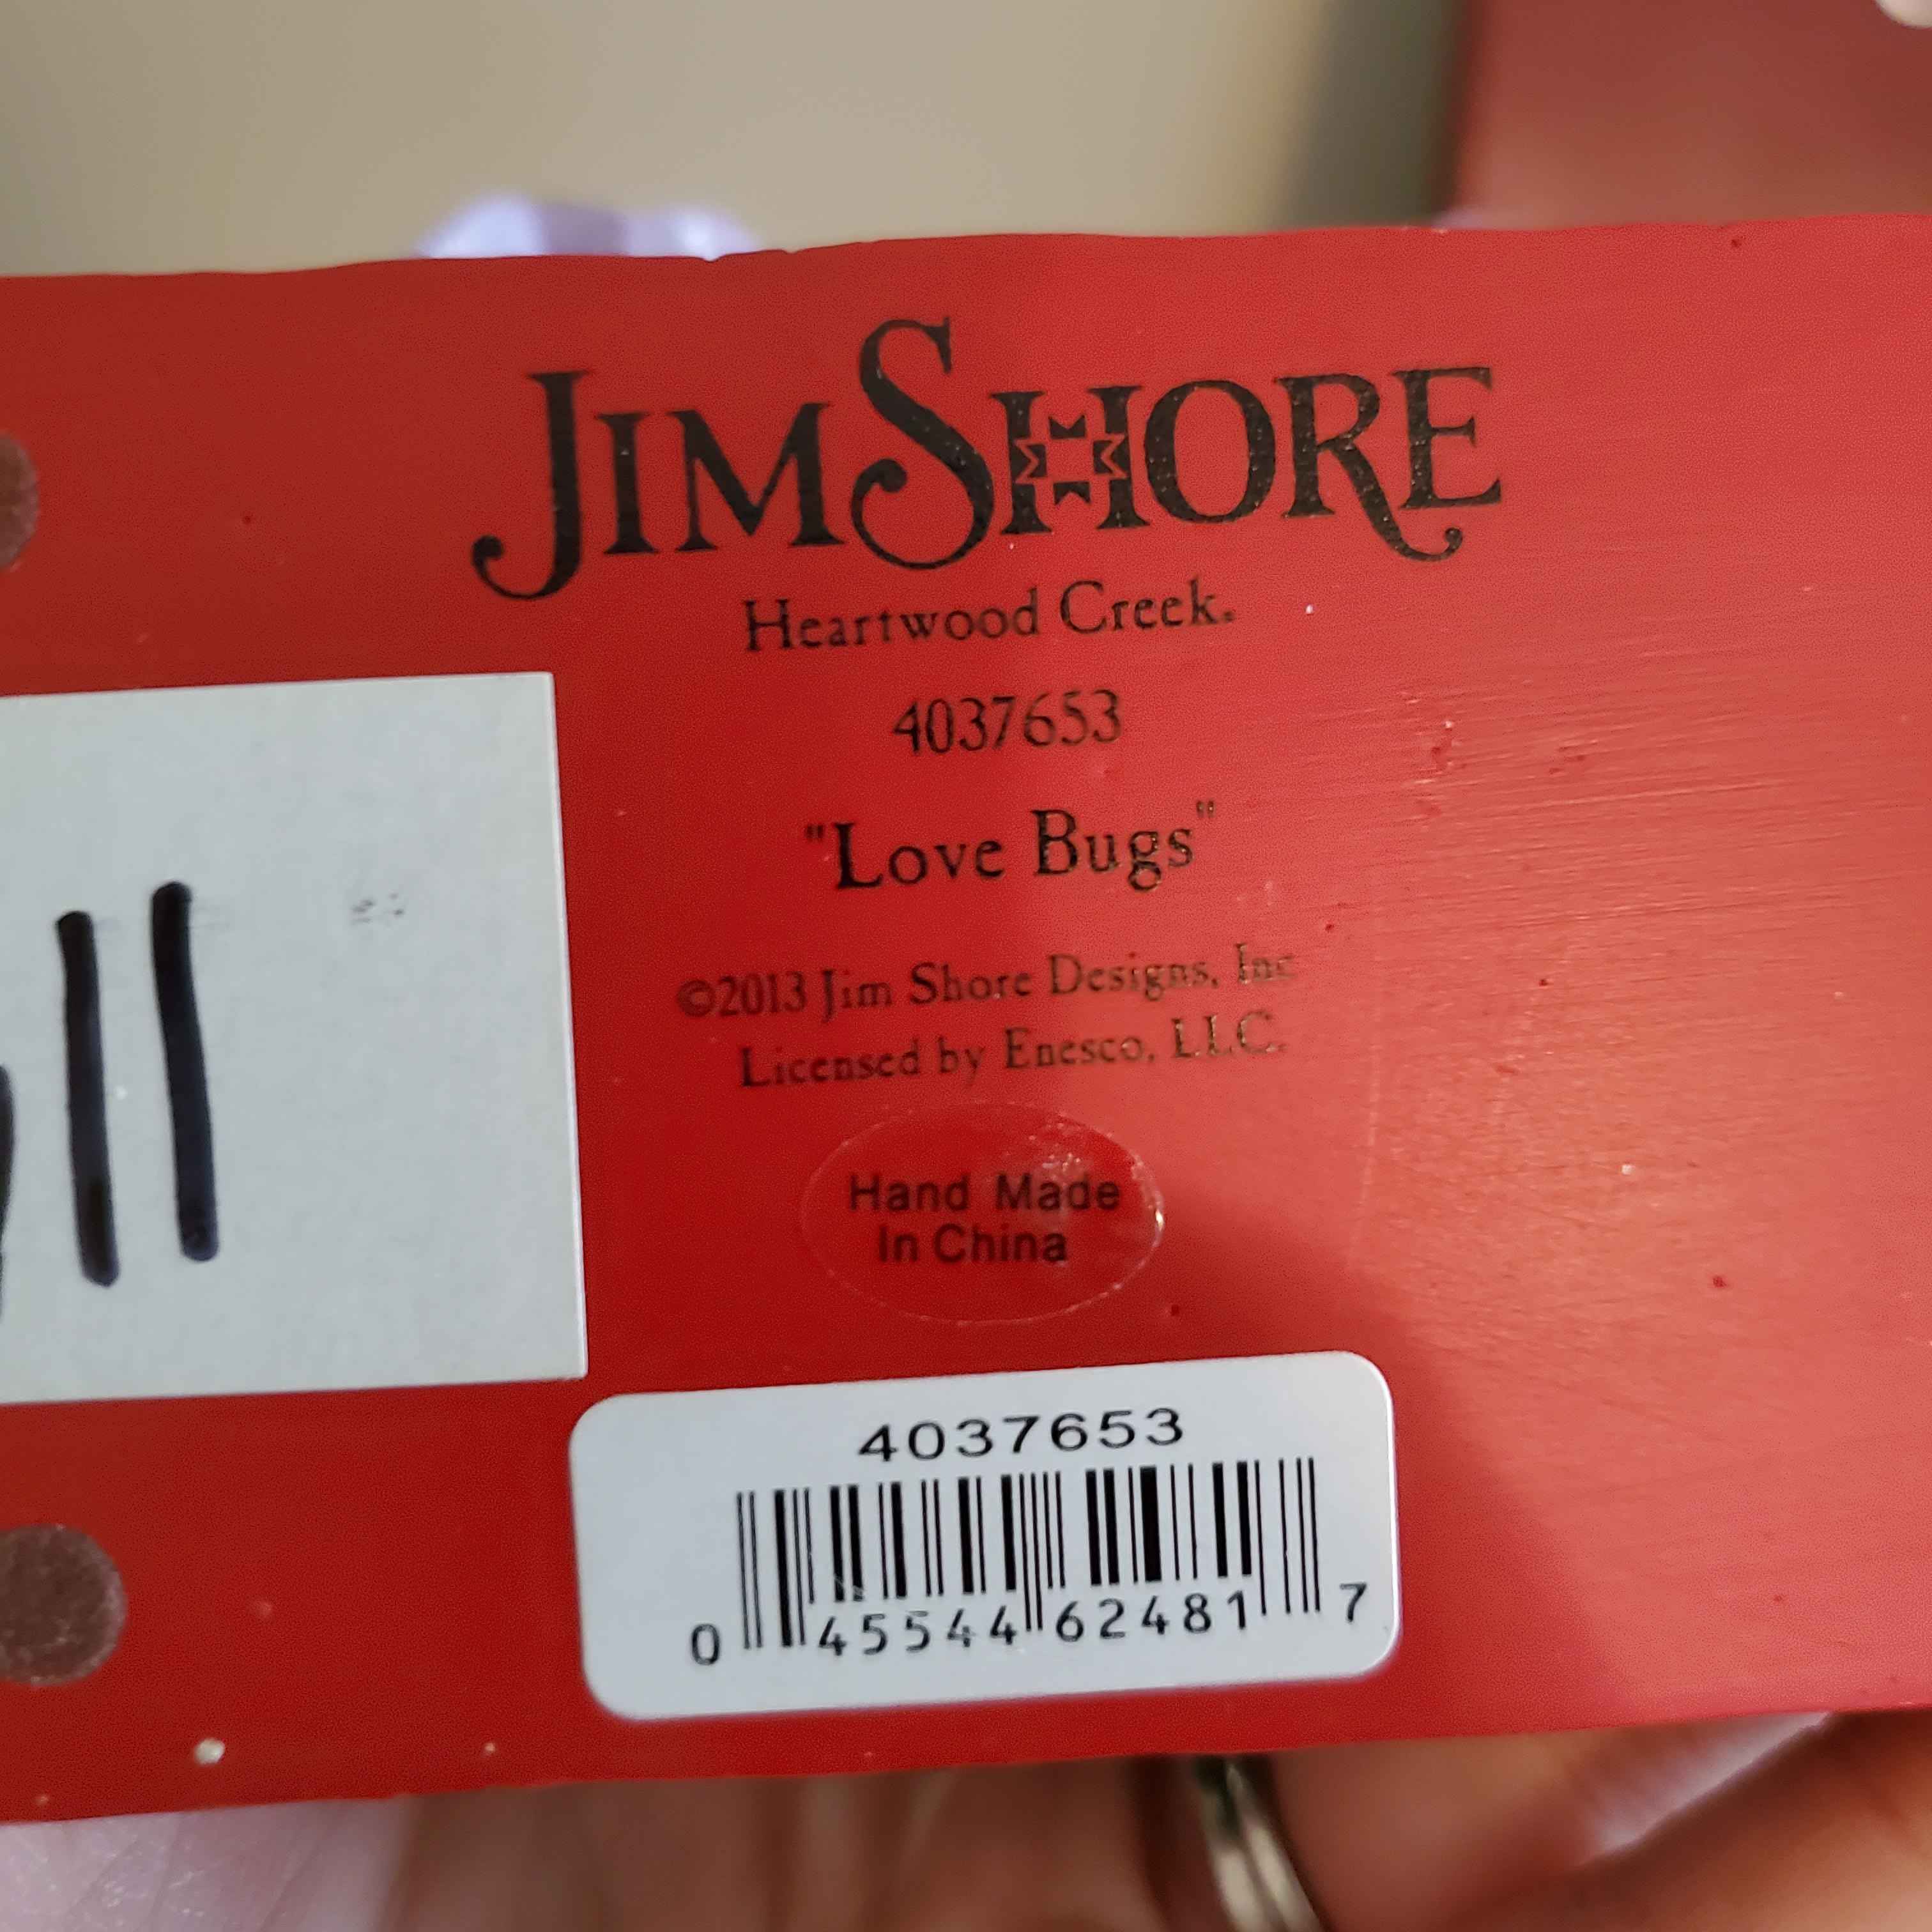 JIM SHORE
Heartwood Creek®
4037653
"Love Bugs"
©2013 Jim Shore Designs, Inc
Licensed by Enesco, LLC.
Hand Made
In China
ll
4037653
0 45544 62481 7